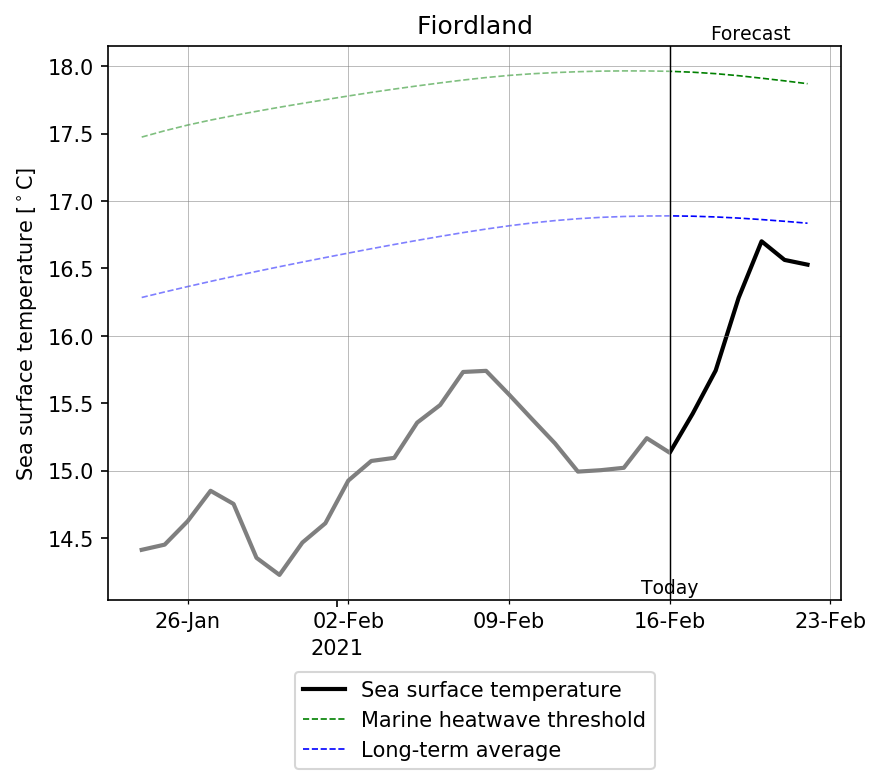 Fiordland
Forecast
Sea surface temperature [°C]
18.0
17.5
17.0
16.5
16.0
15.5
15.0
14.5
Today
26-Jan 02-Feb 09-Feb 16-Feb 23-Feb
2021
Sea surface temperature
Marine heatwave threshold
Long-term average